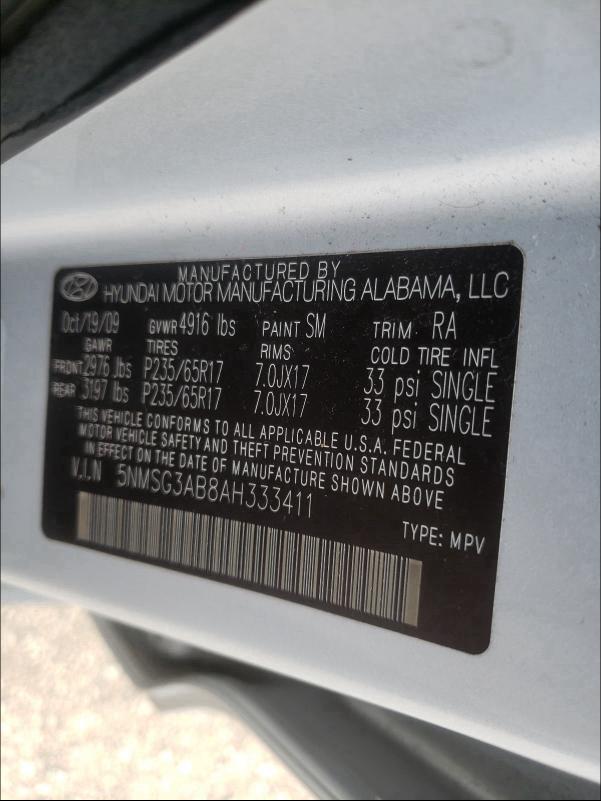 MANUFACTURED BY
HYUNDAI MOTOR MANUFACTURING ALABAMA, LLC
Oct/19/09 GVWR 4916 lbs PAINT SM TRIM RA
GAWR TIRES RIMS COLD TIRE INFL
FRONT 2976 lbs P235/65R17 7.0JX17 33 psi SINGLE
REAR 3197 lbs P235/65R17 7.0JX17 33 psi SINGLE
THIS VEHICLE CONFORMS TO ALL APPLICABLE U.S.A. FEDERAL
MOTOR VEHICLE SAFETY AND THEFT PREVENTION STANDARDS
IN EFFECT ON THE DATE OF MANUFACTURE SHOWN ABOVE
V.I.N 5NMSG3AB8AH333411
TYPE: MPV